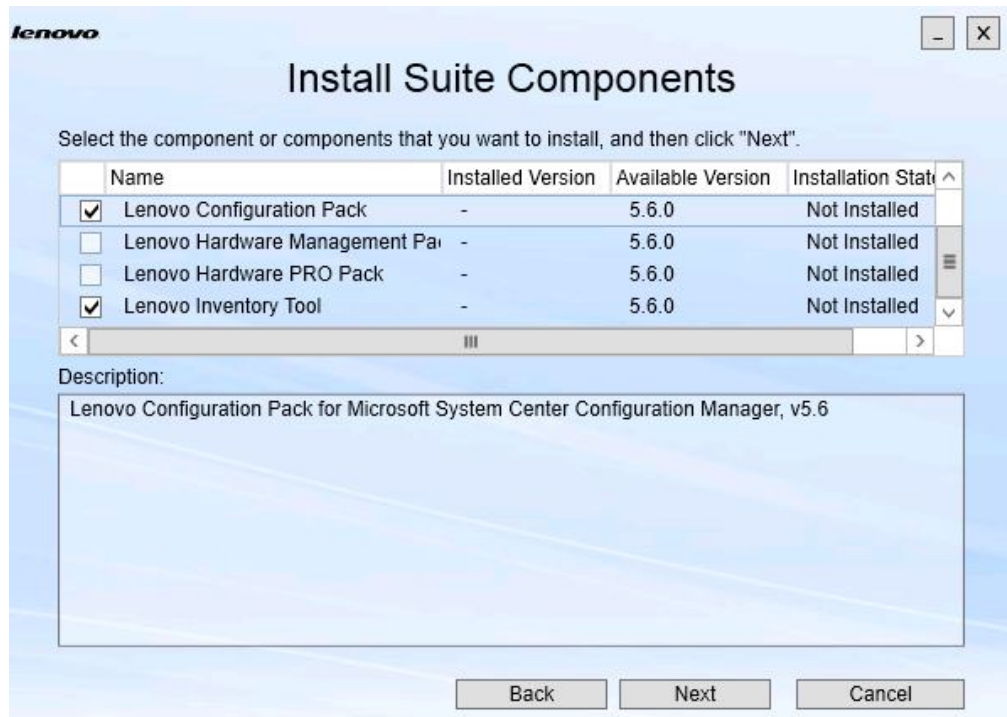 lenovo
Install Suite Components
Select the component or components that you want to install, and then click "Next".
Name Installed Version Available Version Installation State
Lenovo Configuration Pack - 5.6.0 Not Installed
Lenovo Hardware Management Pa - 5.6.0 Not Installed
Lenovo Hardware PRO Pack - 5.6.0 Not Installed
Lenovo Inventory Tool - 5.6.0 Not Installed
Description:
Lenovo Configuration Pack for Microsoft System Center Configuration Manager, v5.6
Back Next Cancel